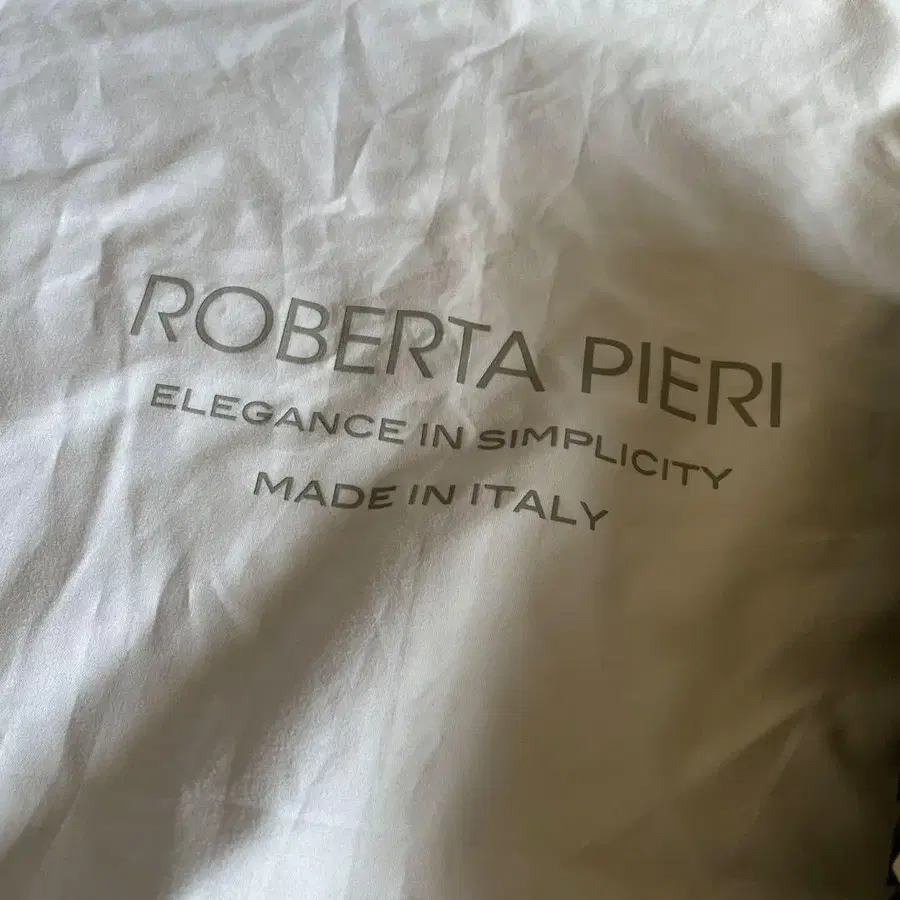 ROBERTA PIERI
ELEGANCE IN SIMPLICITY
MADE IN ITALY